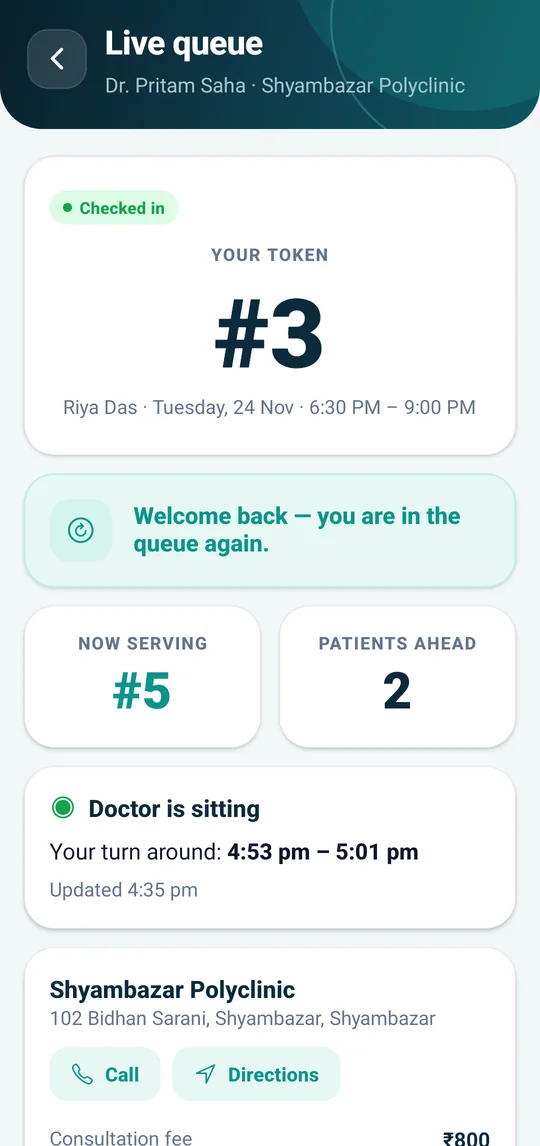 Live queue
Dr. Pritam Saha · Shyambazar Polyclinic
Checked in
YOUR TOKEN
#3
Riya Das · Tuesday, 24 Nov · 6:30 PM – 9:00 PM
Welcome back — you are in the
queue again.
NOW SERVING
#5
PATIENTS AHEAD
2
Doctor is sitting
Your turn around: 4:53 pm – 5:01 pm
Updated 4:35 pm
Shyambazar Polyclinic
102 Bidhan Sarani, Shyambazar, Shyambazar
Call
Directions
Consultation fee
₹800